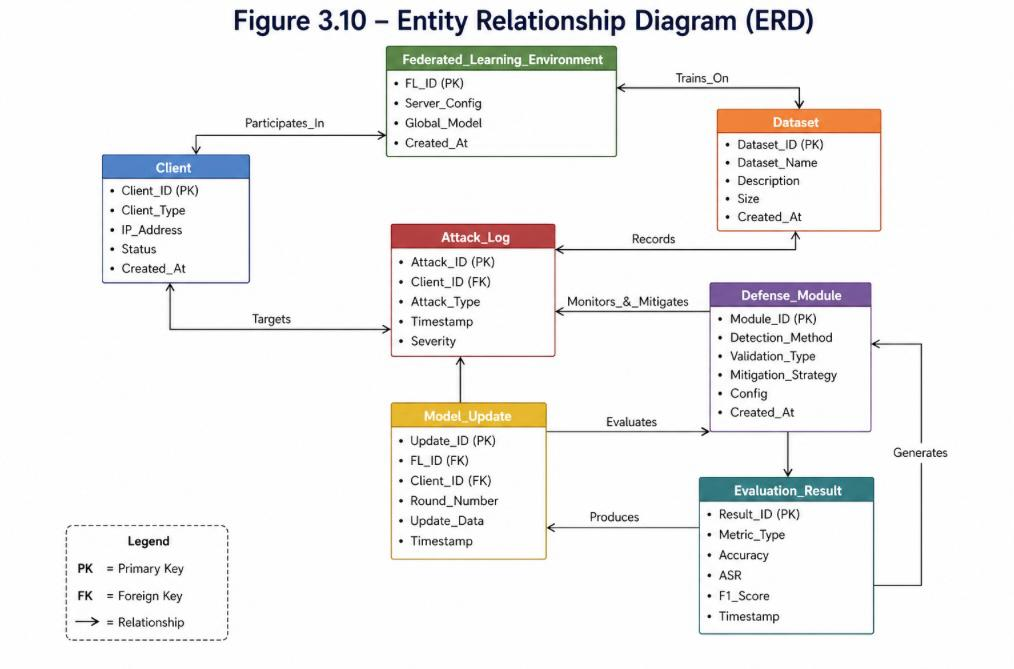 Figure 3.10 – Entity Relationship Diagram (ERD)
Federated_Learning_Environment
• FL_ID (PK)
• Server_Config
• Global_Model
• Created_At
Trains_On
Participates_In
Dataset
• Dataset_ID (PK)
• Dataset_Name
• Description
• Size
• Created_At
Client
• Client_ID (PK)
• Client_Type
• IP_Address
• Status
• Created_At
Attack_Log
• Attack_ID (PK)
• Client_ID (FK)
• Attack_Type
• Timestamp
• Severity
Records
Targets
Monitors_&_Mitigates
Defense_Module
• Module_ID (PK)
• Detection_Method
• Validation_Type
• Mitigation_Strategy
• Config
• Created_At
Model_Update
• Update_ID (PK)
• FL_ID (FK)
• Client_ID (FK)
• Round_Number
• Update_Data
• Timestamp
Evaluates
Generates
Produces
Evaluation_Result
• Result_ID (PK)
• Metric_Type
• Accuracy
• ASR
• F1_Score
• Timestamp
Legend
PK = Primary Key
FK = Foreign Key
→ = Relationship